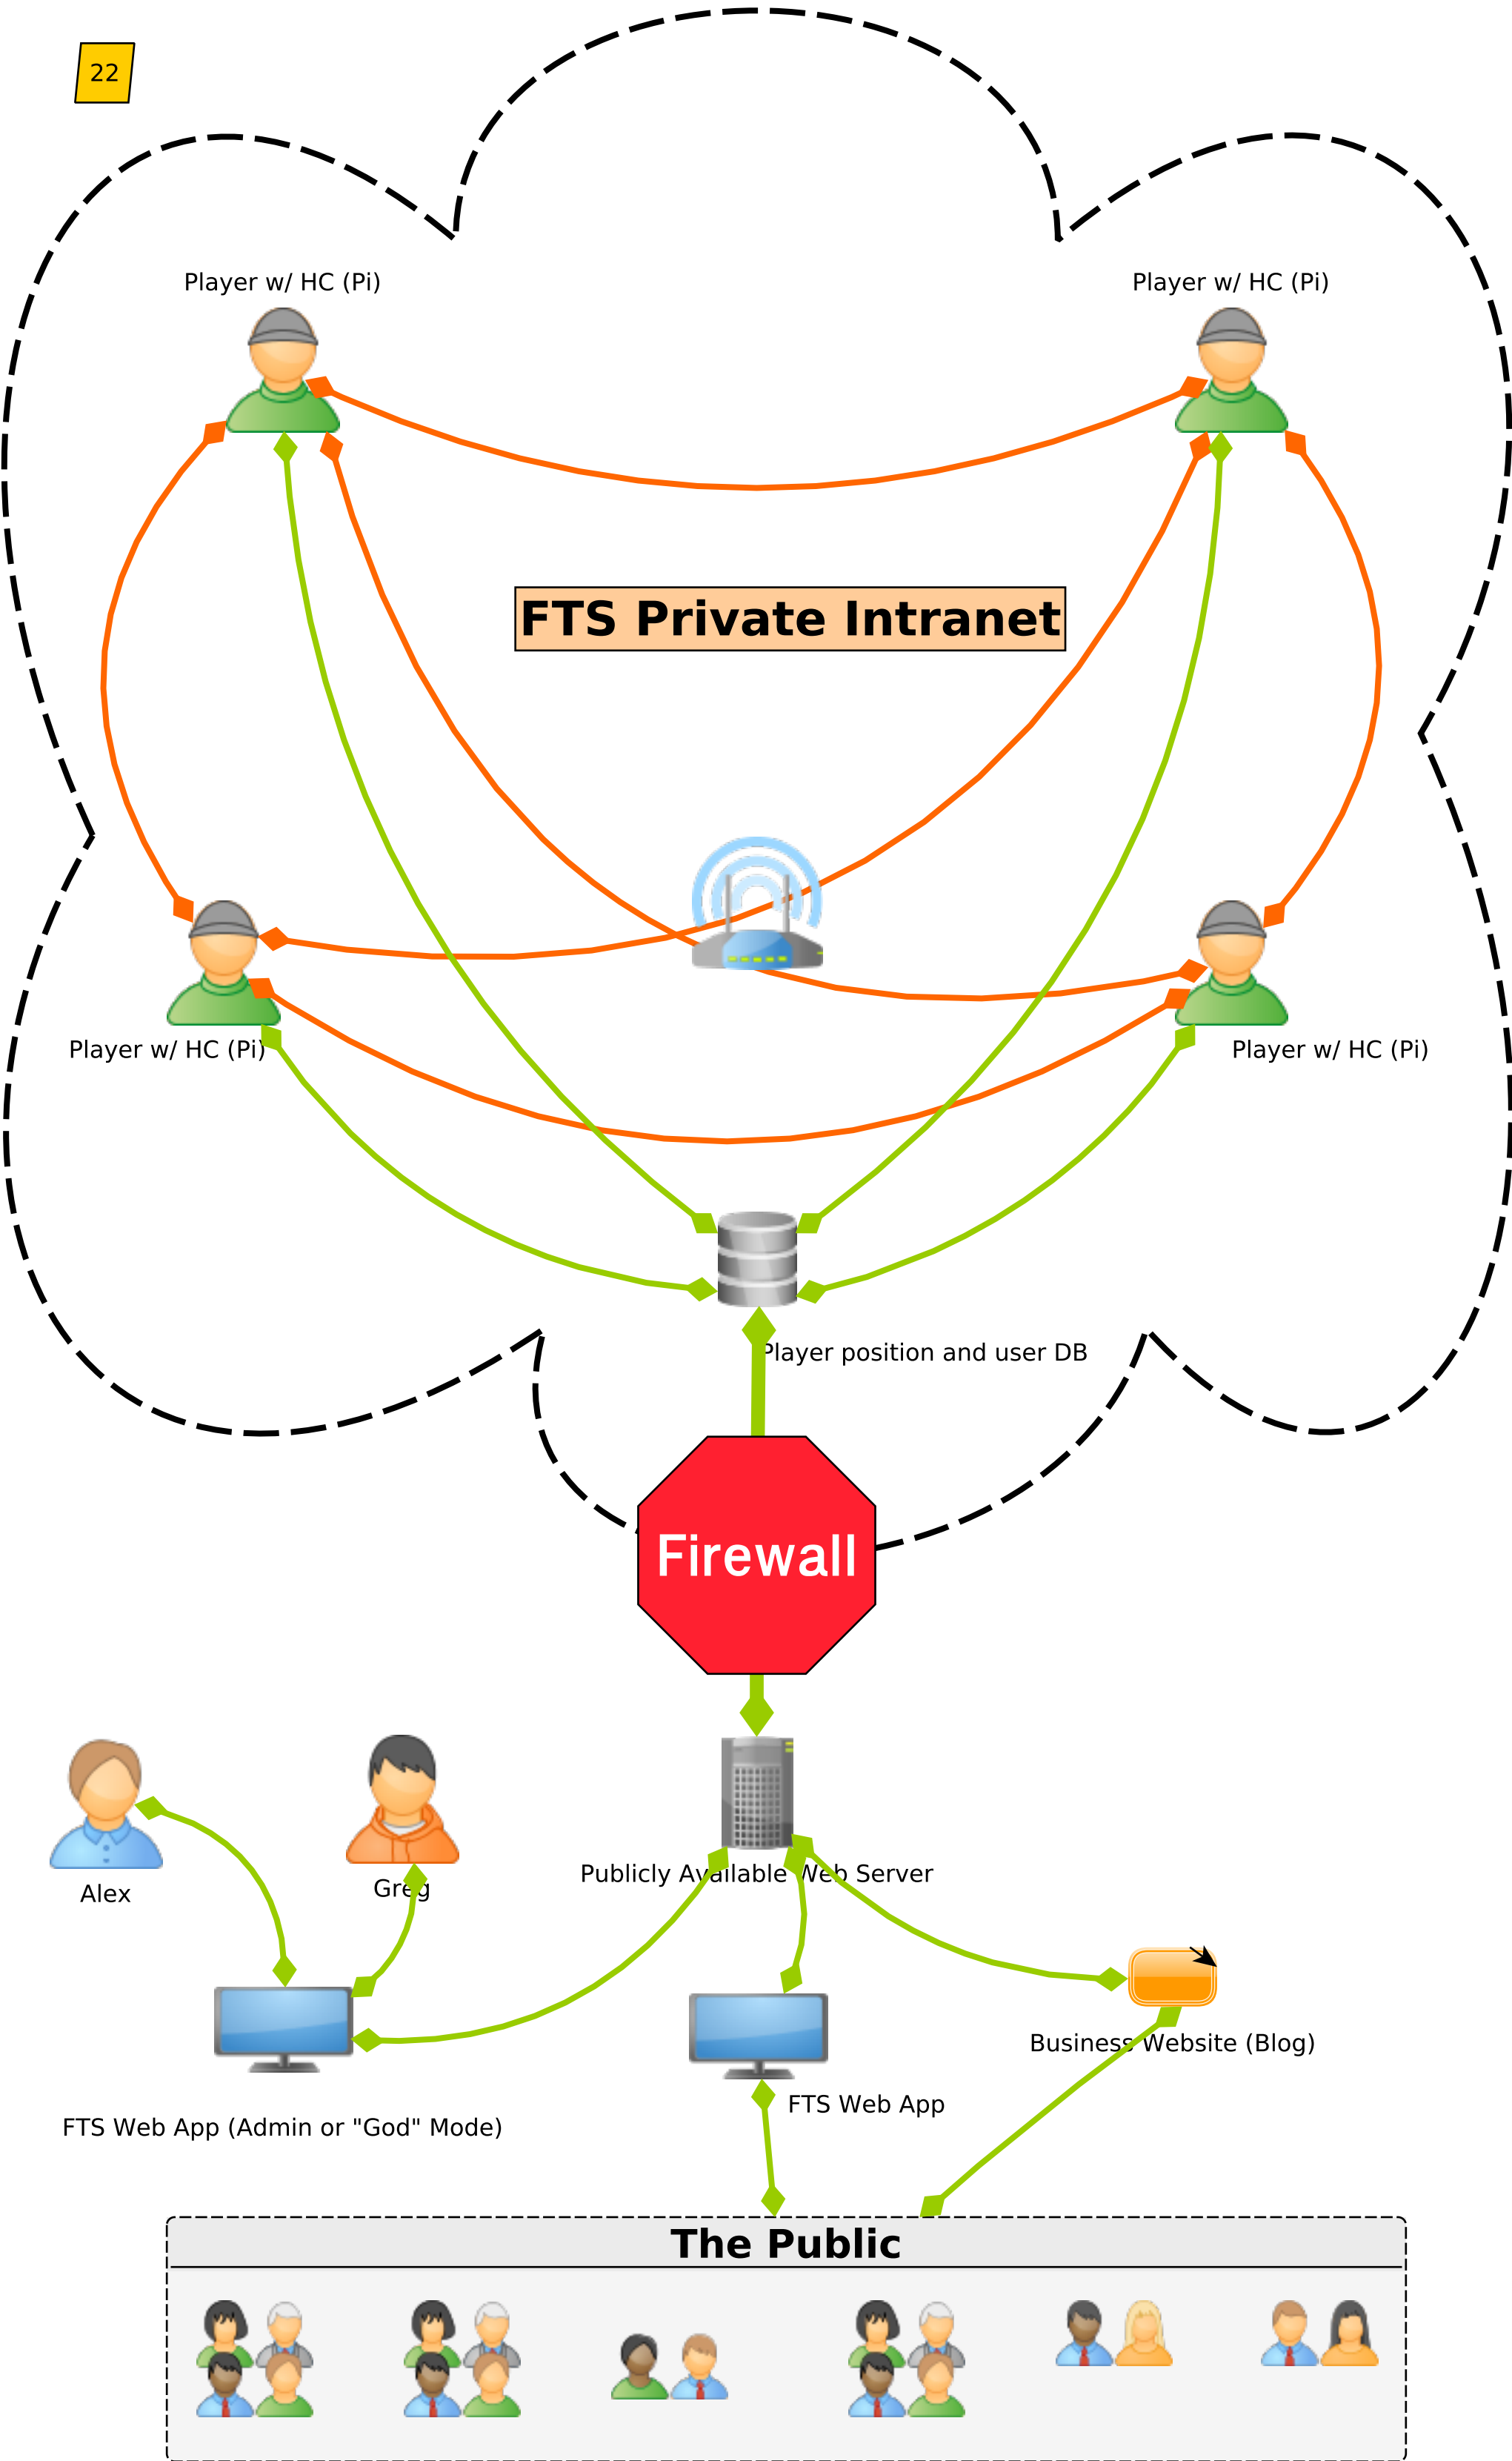 22
Player w/ HC (Pi)
Player w/ HC (Pi)
FTS Private Intranet
Player w/ HC (Pi)
Player w/ HC (Pi)
Player position and user DB
Firewall
Alex
Greg
Publicly Available Web Server
Business Website (Blog)
FTS Web App
FTS Web App (Admin or "God" Mode)
The Public